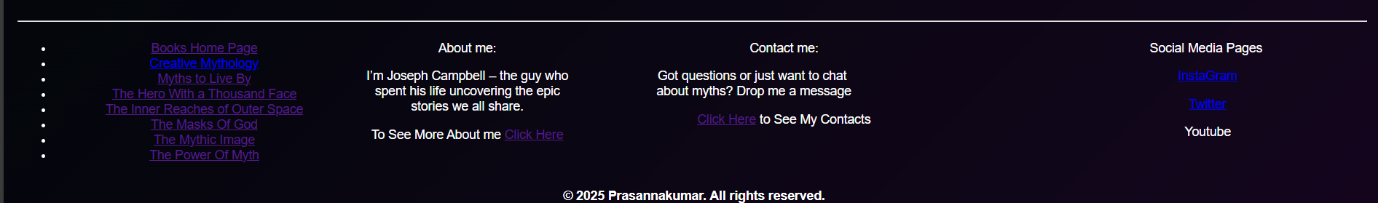 Books Home Page
Creative Mythology
Myths to Live By
The Hero With a Thousand Face
The Inner Reaches of Outer Space
The Masks Of God
The Mythic Image
The Power Of Myth
About me:
I'm Joseph Campbell – the guy who
spent his life uncovering the epic
stories we all share.
To See More About me Click Here
Contact me:
Got questions or just want to chat
about myths? Drop me a message
Click Here to See My Contacts
Social Media Pages
InstaGram
Twitter
Youtube
© 2025 Prasannakumar. All rights reserved.